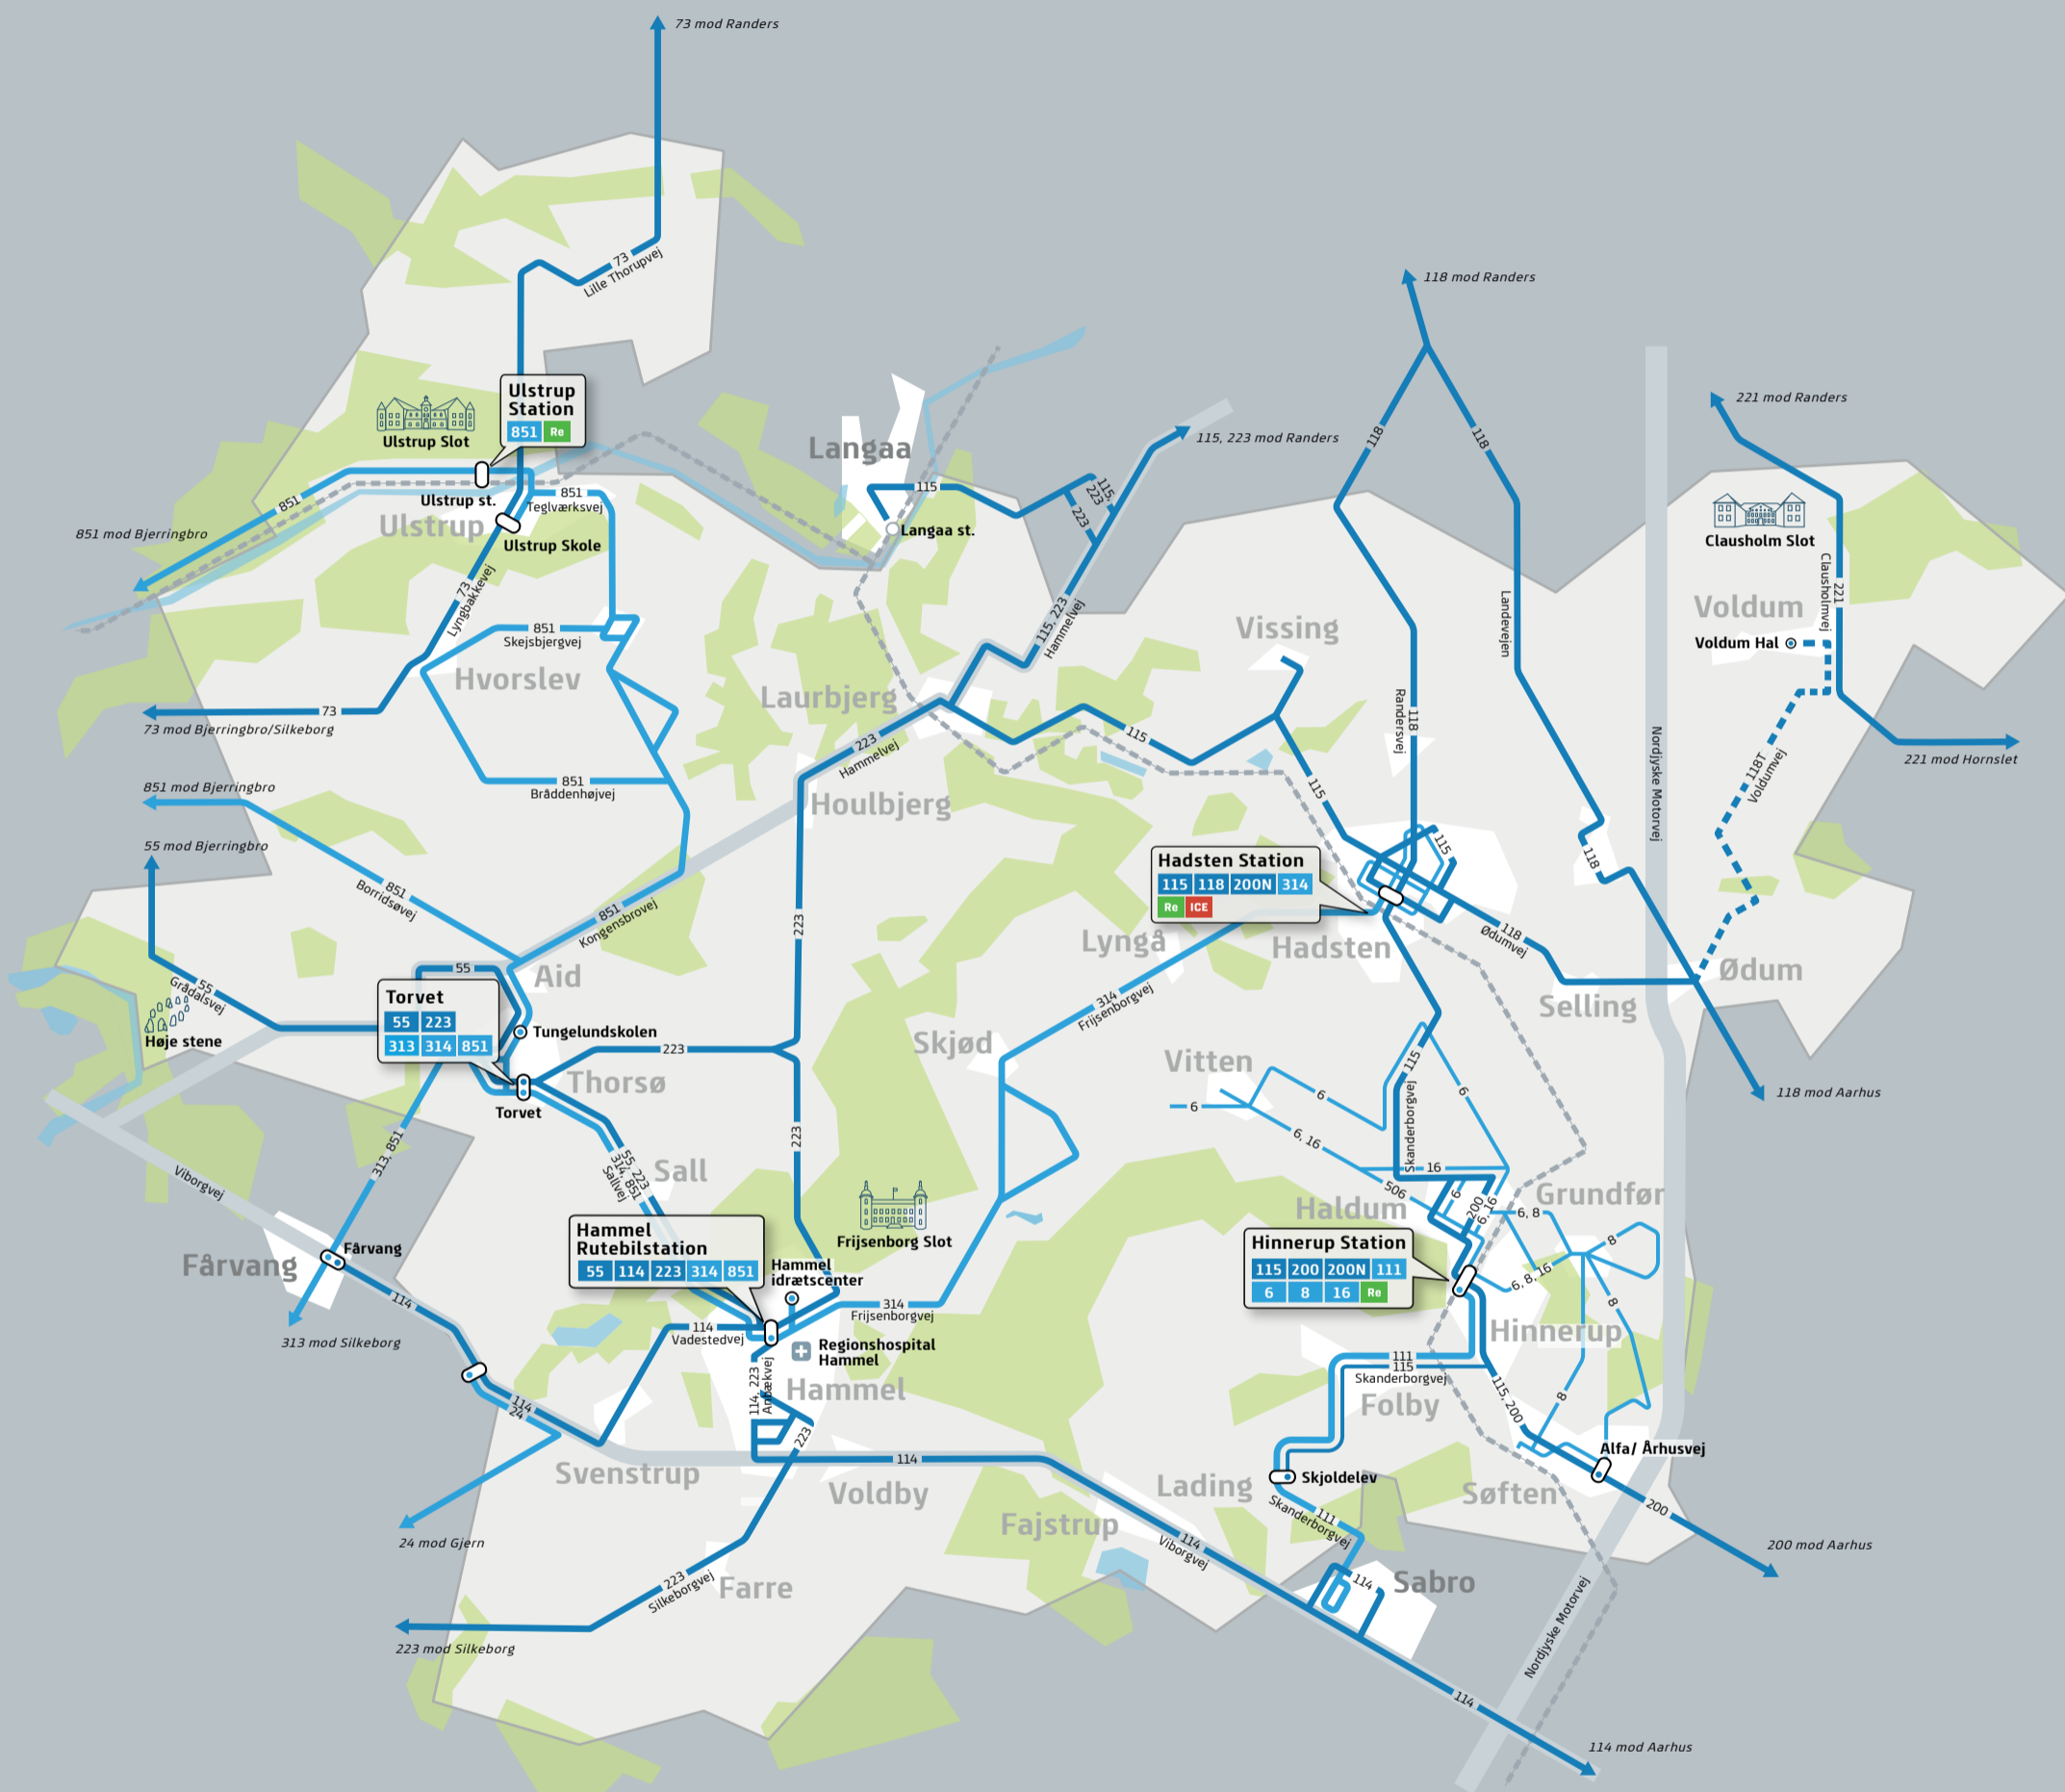 73 mod Randers
73
Lille Thorupvej
118 mod Randers
221 mod Randers
Ulstrup
Station
851 Re
Ulstrup Slot
Langaa
115, 223 mod Randers
118
118
851
Ulstrup st.
851
Teglværksvej
115
115,
223
223
Langaa st.
Ulstrup
Ulstrup Skole
851 mod Bjerringbro
Clausholm Slot
73
Lyngbakkevej
Clausholmvej
221
Voldum
Voldum Hal
851
Skejsbjergvej
115, 223
Hammelvej
Vissing
Landevejen
Hvorslev
Laurbjerg
73
73 mod Bjerringbro/Silkeborg
223
Hammelvej
115
Randersvej
118
Nordjyske Motorvej
221 mod Hornslet
118T
Voldumvej
851
Bråddenhøjvej
851 mod Bjerringbro
Houlbjerg
115
55 mod Bjerringbro
115
118
Hadsten Station
115 118 200N 314
Re ICE
851
Borridsøvej
851
Kongensbrovej
223
Lyngå
Hadsten
118
Ødumvej
Ødum
55
Aid
55
Grådalsvej
Torvet
55 223
313 314 851
Selling
314
Frijsenborgvej
Høje stene
Tungelundskolen
223
Skjød
Thorsø
Torvet
Vitten
115
Skanderborgvej
6
6
6
118 mod Aarhus
6, 16
16
506
313, 851
223
55, 223
314, 851
Sallvej
Sall
Viborgvej
6
200
6, 16
Grundfør
6, 8
Haldum
Frijsenborg Slot
Hammel
Rutebilstation
55 114 223 314 851
Hammel
idrætscenter
Hinnerup Station
115 200 200N 111
6 8 16 Re
8
6, 8, 16
8
Fårvang
Fårvang
114
313 mod Silkeborg
114
Vadestedvej
314
Frijsenborgvej
Regionshospital
Hammel
Hinnerup
111
115
Skanderborgvej
114, 223
Anbækvej
Hammel
115, 200
8
Folby
114
24
223
114
Alfa/ Århusvej
Svenstrup
Voldby
Lading
Skjoldelev
Søften
200
111
Skanderborgvej
Fajstrup
114
Viborgvej
24 mod Gjern
200 mod Aarhus
114
Sabro
223
Silkeborgvej
Farre
223 mod Silkeborg
Nordjyske Motorvej
114
114 mod Aarhus